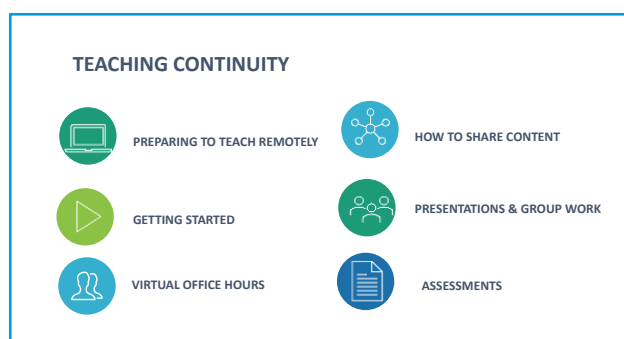 TEACHING CONTINUITY
PREPARING TO TEACH REMOTELY
HOW TO SHARE CONTENT
GETTING STARTED
PRESENTATIONS & GROUP WORK
VIRTUAL OFFICE HOURS
ASSESSMENTS